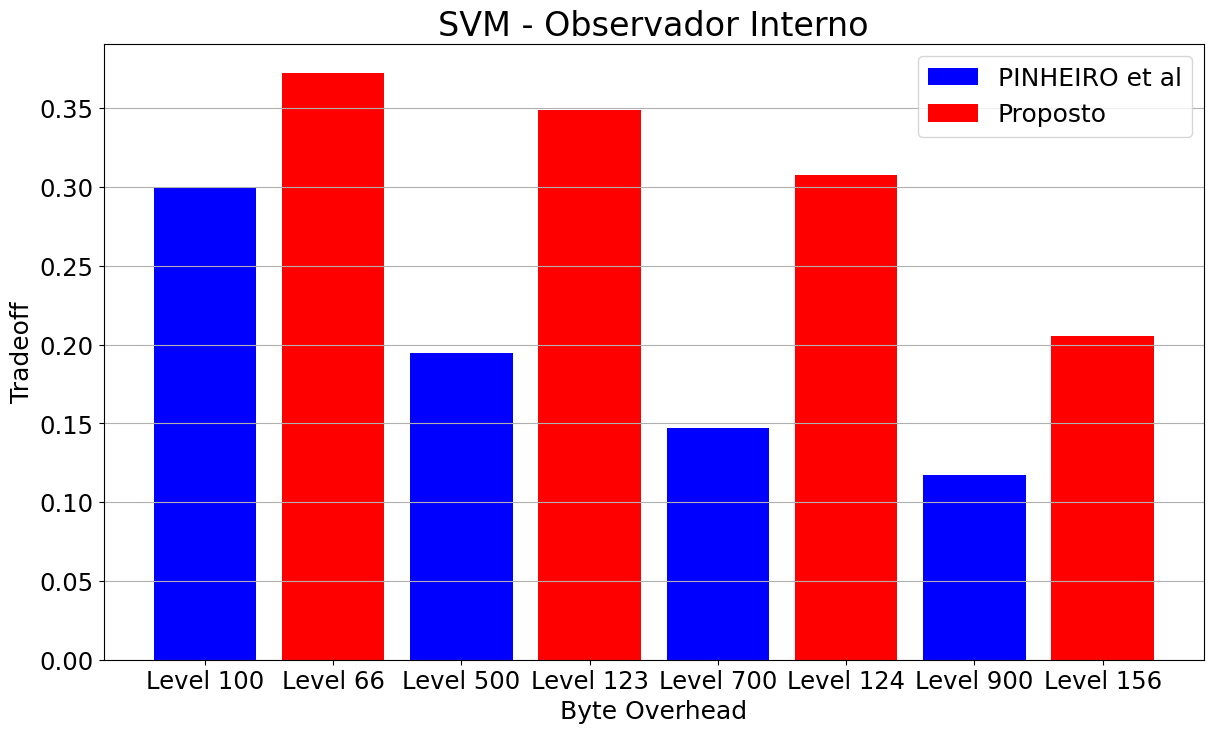 SVM - Observador Interno
PINHEIRO et al
Proposto
Tradeoff
0.35
0.30
0.25
0.20
0.15
0.10
0.05
0.00
Level 100 Level 66 Level 500 Level 123 Level 700 Level 124 Level 900 Level 156
Byte Overhead